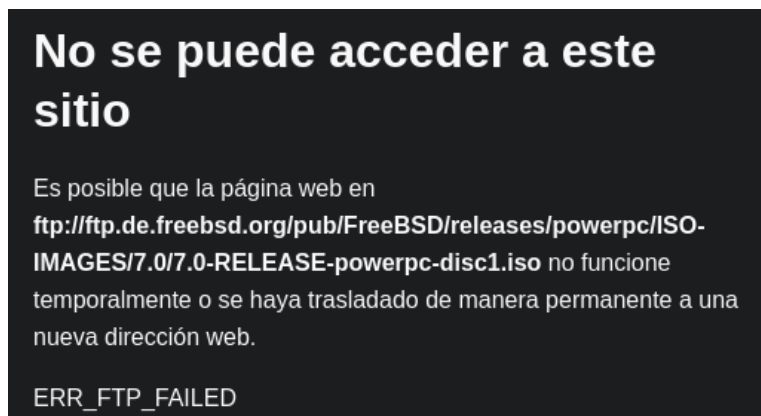 No se puede acceder a este
sitio
Es posible que la página web en
ftp://ftp.de.freebsd.org/pub/FreeBSD/releases/powerpc/ISO-
IMAGES/7.0/7.0-RELEASE-powerpc-disc1.iso no funcione
temporalmente o se haya trasladado de manera permanente a una
nueva dirección web.
ERR_FTP_FAILED